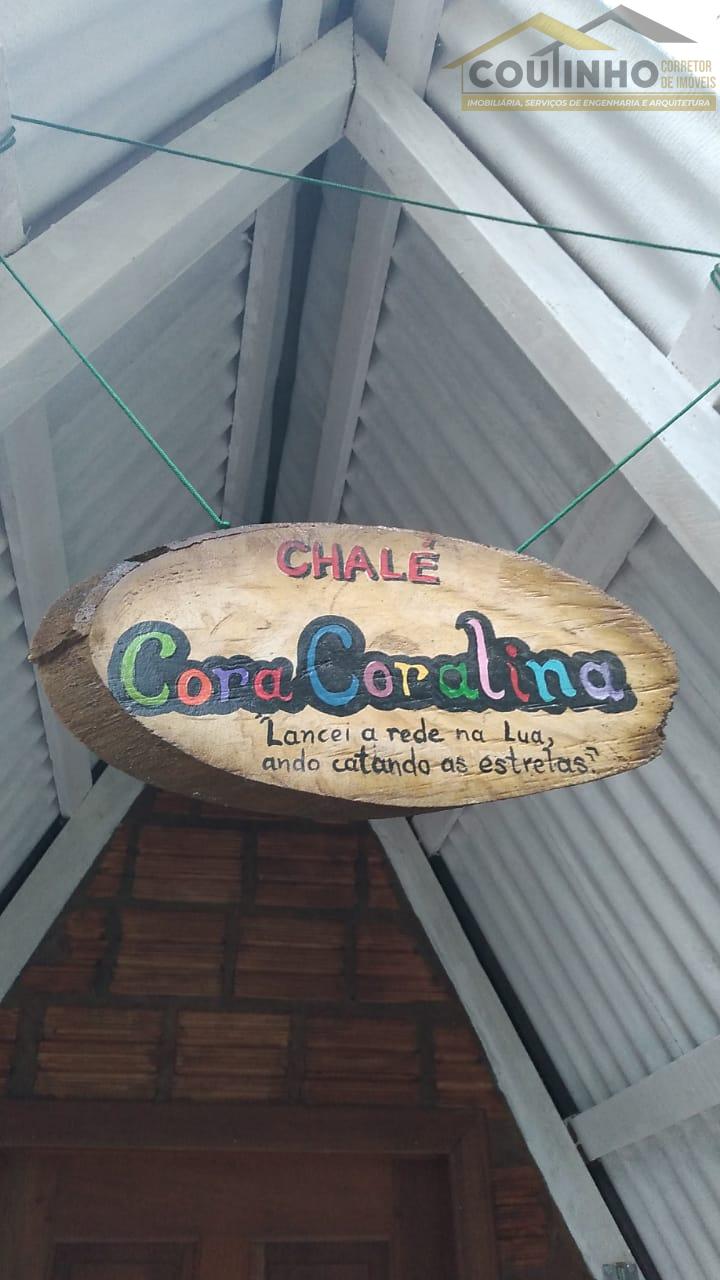 COUTINHO
CORRETOR
DE IMÓVEIS
IMOBILIÁRIA, SERVIÇOS DE ENGENHARIA E ARQUITETURA
CHALÉ
Cora Coralina
"Lancei a rede na Lua,
ando catando as estrelas."